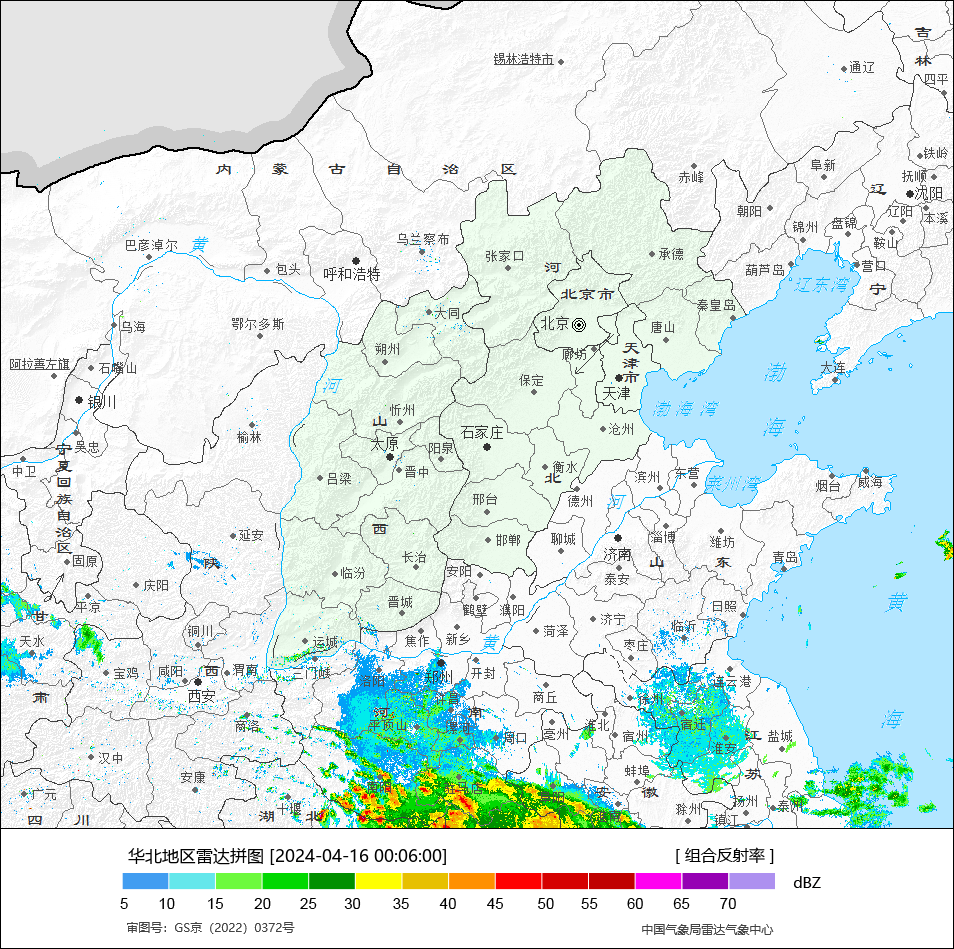 吉
锡林浩特市
林
通辽
四平
铁岭
内 蒙 古 自 治 区
阜新
抚顺
赤峰
辽
沈阳
朝阳
辽阳
本溪
锦州
盘锦
鞍山
巴彦淖尔
黄
乌兰察布
张家口
河
承德
葫芦岛
营口
包头
呼和浩特
辽东湾
宁
北京市
秦皇岛
大同
乌海
鄂尔多斯
北京
唐山
朔州
廊坊
天
津
市
阿拉善左旗
石嘴山
保定
大连
渤
河
天津
银川
忻州
渤海湾
山
沧州
海
榆林
太原
石家庄
吴忠
阳泉
宁
夏
回
族
自
治
区
中卫
晋中
衡水
滨州
东营
吕梁
北
莱州湾
烟台
威海
邢台
德州
河
西
延安
邯郸
聊城
淄博
潍坊
济南
固原
陕
长治
山
东
青岛
临汾
安阳
泰安
庆阳
平凉
晋城
鹤壁
濮阳
日照
黄
甘
济宁
铜川
菏泽
临沂
天水
运城
焦作
新乡
黄
枣庄
宝鸡
咸阳
西
渭南
三门峡
洛阳
郑州
开封
连云港
肃
西安
许昌
商丘
徐州
河
南
商洛
平顶山
漯河
周口
亳州
淮北
宿州
宿迁
淮安
江
盐城
海
汉中
安康
蚌埠
苏
广元
南阳
驻马店
阜阳
安
徽
十堰
淮南
滁州
扬州
泰州
四 川
湖 北
镇江
华北地区雷达拼图 [2024-04-16 00:06:00]
[ 组合反射率 ]
dBZ
5 10 15 20 25 30 35 40 45 50 55 60 65 70
审图号：GS京（2022）0372号
中国气象局雷达气象中心